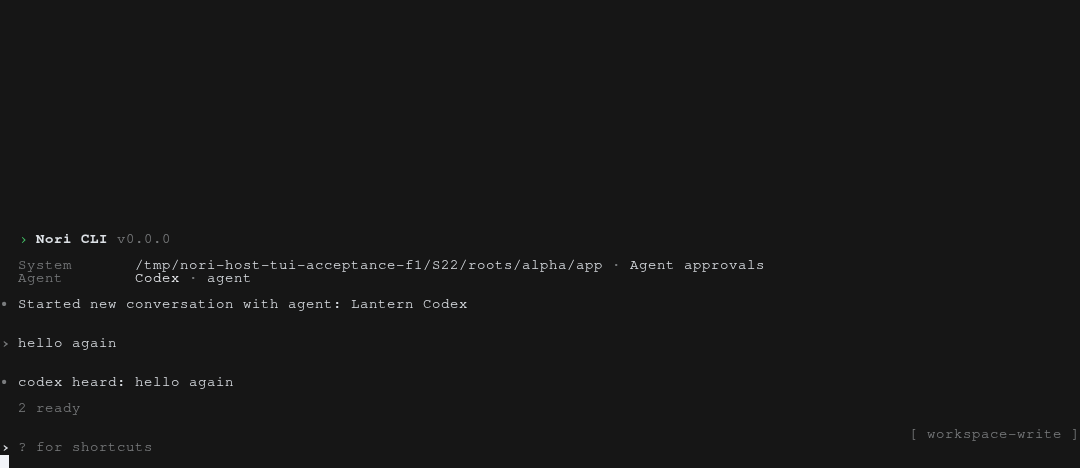 › Nori CLI v0.0.0
System /tmp/nori-host-tui-acceptance-f1/S22/roots/alpha/app · Agent approvals
Agent Codex · agent
• Started new conversation with agent: Lantern Codex
› hello again
• codex heard: hello again
2 ready
[ workspace-write ]
› ? for shortcuts